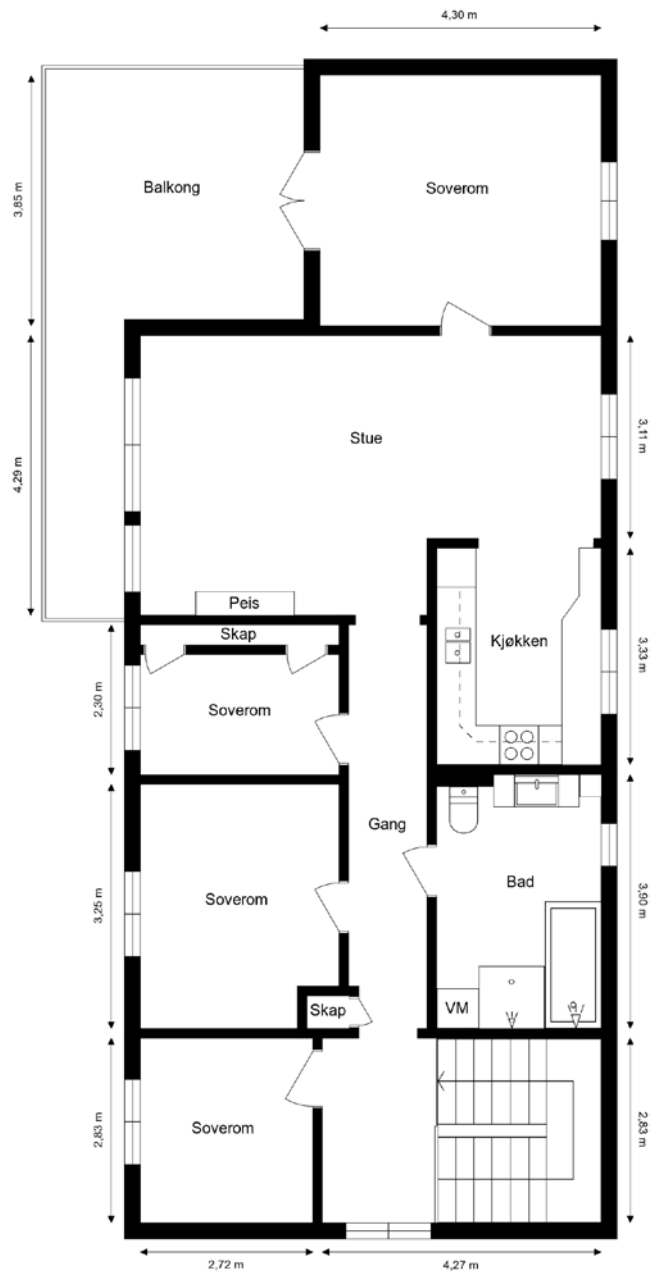 4,30 m
3,85 m
Balkong
Soverom
4,29 m
Stue
3,11 m
Peis
Skap
Kjøkken
3,33 m
2,30 m
Soverom
Gang
3,25 m
Soverom
Bad
3,90 m
Skap
VM
2,83 m
Soverom
2,83 m
2,72 m
4,27 m